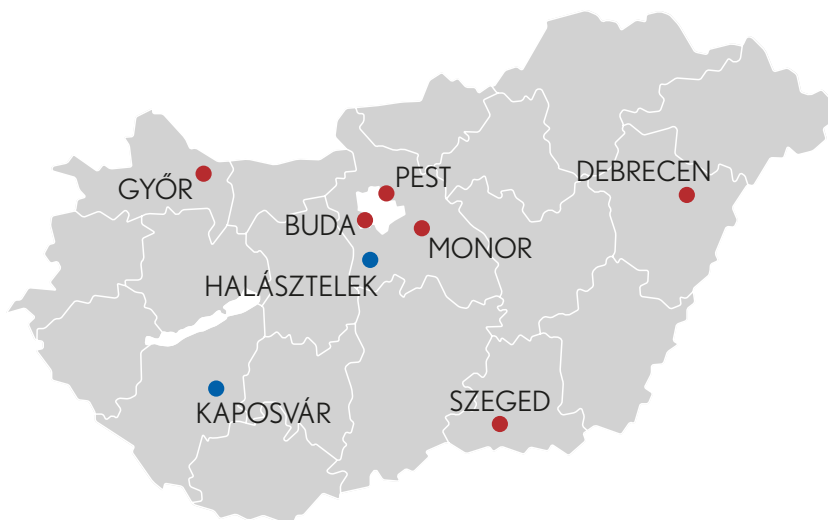 DEBRECEN
PEST
GYŐR
BUDA
MONOR
HALÁSZTELEK
KAPOSVÁR
SZEGED